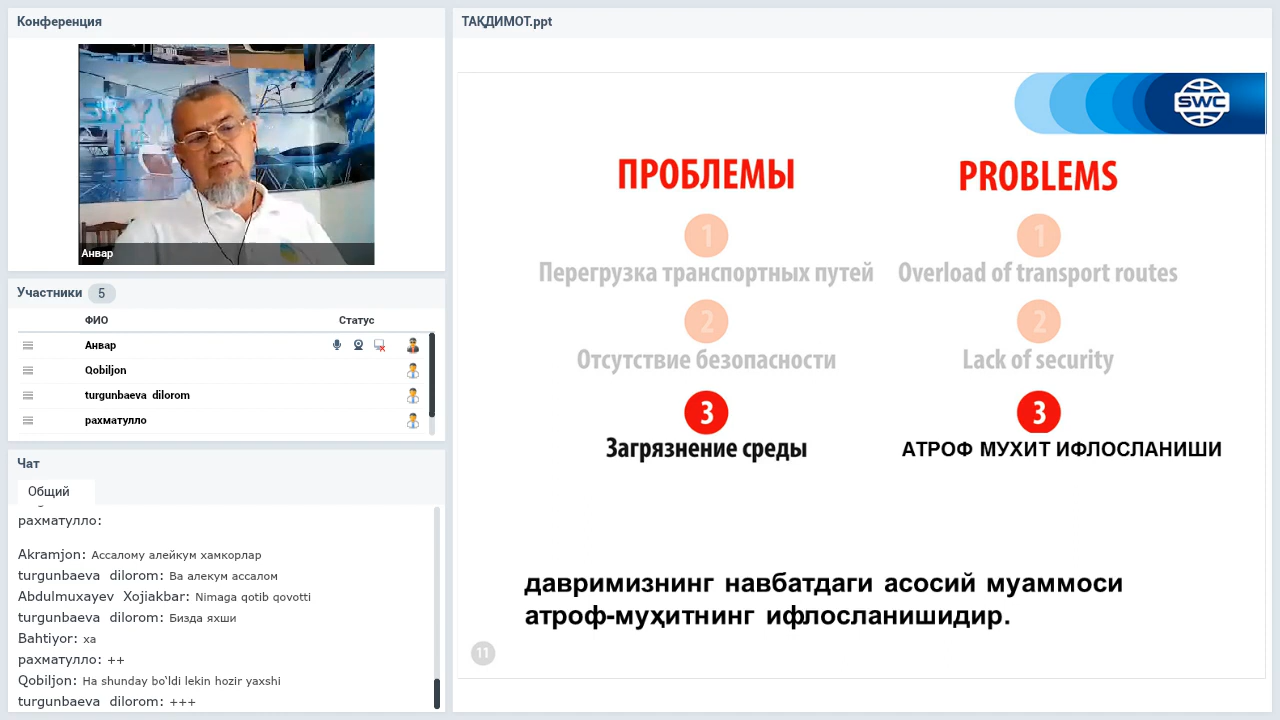 Конференция
Анвар
Участники 5
ФИО Статус
Анвар
Qobiljon
turgunbaeva dilorom
рахматулло
Чат
Общий
рахматулло:
Akramjon: Ассалому алейкум хамкорлар
turgunbaeva dilorom: Ва алекум ассалом
Abdulmuxayev Xojiakbar: Nimaga qotib qovotti
turgunbaeva dilorom: Бизда яхши
Bahtiyor: ха
рахматулло: ++
Qobiljon: Ha shunday bo'ldi lekin hozir yaxshi
turgunbaeva dilorom: +++
ТАҚДИМОТ.ppt
SWC
ПРОБЛЕМЫ
1
Перегрузка транспортных путей
2
Отсутствие безопасности
3
Загрязнение среды
PROBLEMS
1
Overload of transport routes
2
Lack of security
3
АТРОФ МУХИТ ИФЛОСЛАНИШИ
давримизнинг навбатдаги асосий муаммоси
атроф-муҳитнинг ифлосланишидир.
11